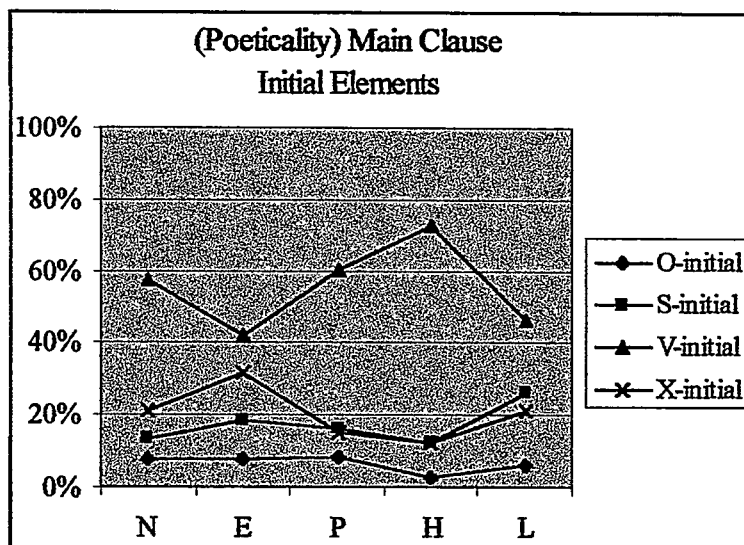 (Poeticality) Main Clause
Initial Elements
100%
80%
60%
40%
20%
0%
N E P H L
O-initial
S-initial
V-initial
X-initial